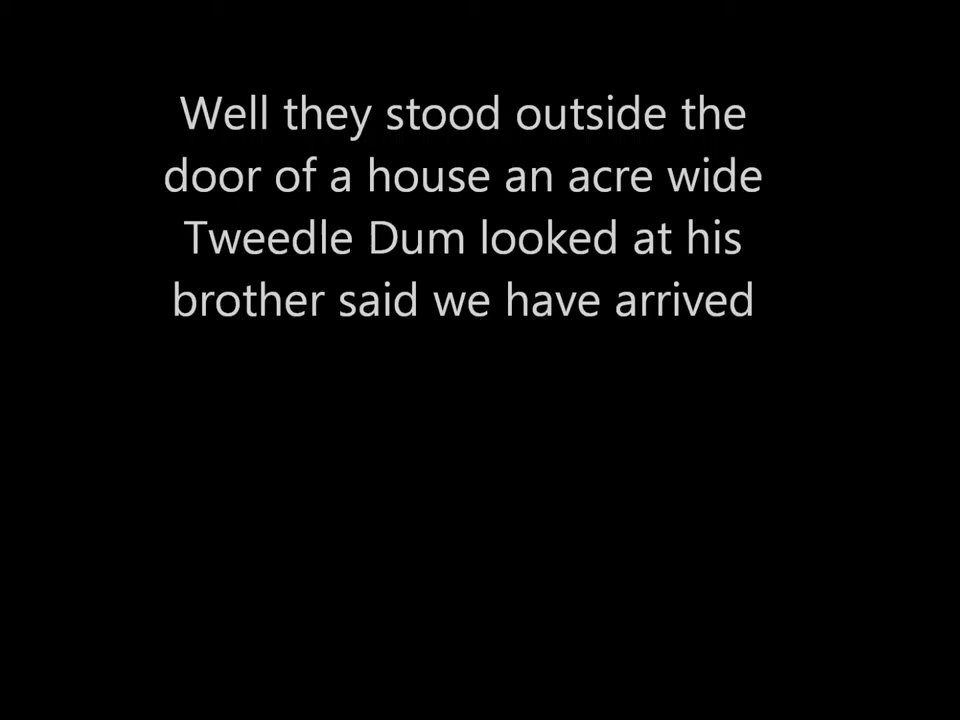 Well they stood outside the
door of a house an acre wide
Tweedle Dum looked at his
brother said we have arrived